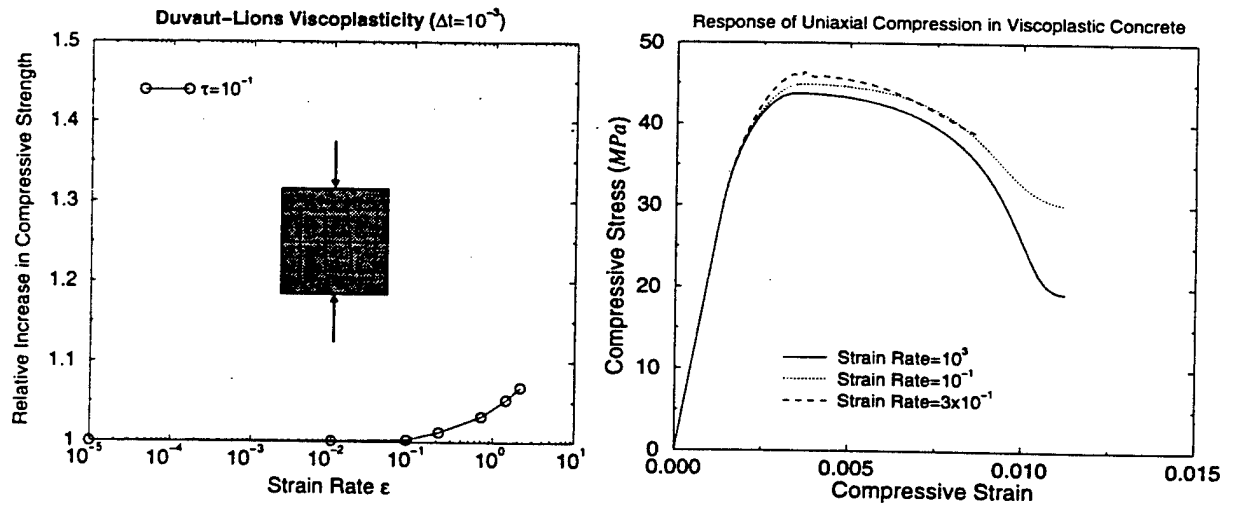 Duvaut-Lions Viscoplasticity (Δt=10⁻³)
Relative Increase in Compressive Strength
1.5
1.4
1.3
1.2
1.1
1
τ=10⁻¹
10⁻⁵ 10⁻⁴ 10⁻³ 10⁻² 10⁻¹ 10⁰ 10¹
Strain Rate ε
Response of Uniaxial Compression in Viscoplastic Concrete
Compressive Stress (MPa)
50
40
30
20
10
0
Strain Rate=10³
Strain Rate=10⁻¹
Strain Rate=3x10⁻¹
0.000 0.005 0.010 0.015
Compressive Strain